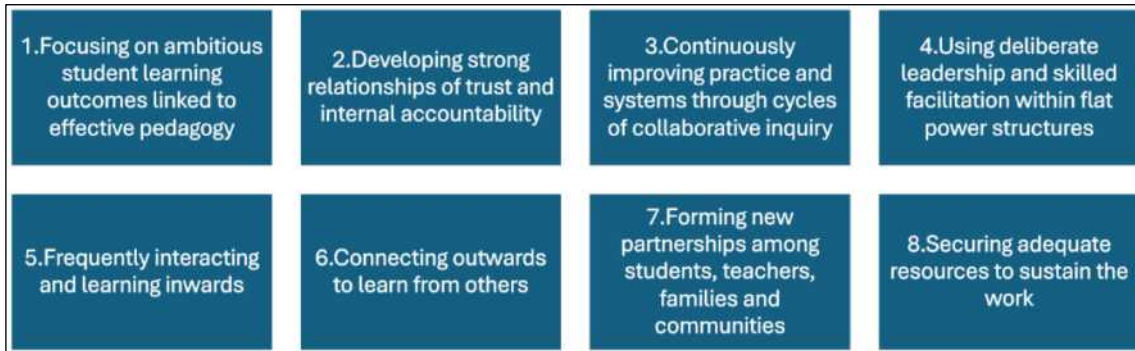 1.Focusing on ambitious
student learning
outcomes linked to
effective pedagogy
2.Developing strong
relationships of trust and
internal accountability
3.Continuously
improving practice and
systems through cycles
of collaborative inquiry
4.Using deliberate
leadership and skilled
facilitation within flat
power structures
5.Frequently interacting
and learning inwards
6.Connecting outwards
to learn from others
7.Forming new
partnerships among
students, teachers,
families and
communities
8.Securing adequate
resources to sustain the
work